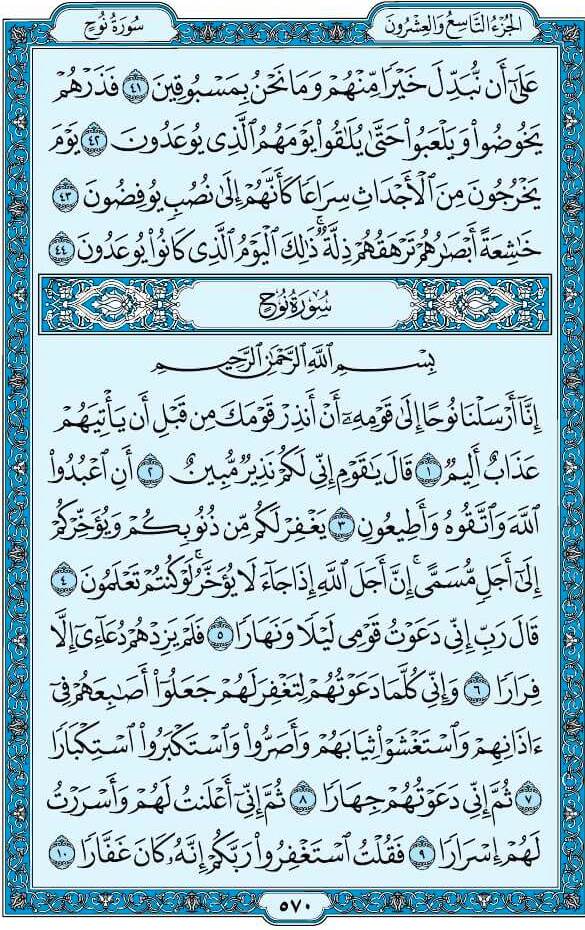 الجُزْءُ التَّاسِعُ وَالعِشْرُونَ
سُورَةُ نُوحٍ
عَلَىٰٓ أَن نُّبَدِّلَ خَيْرًا مِّنْهُمْ وَمَا نَحْنُ بِمَسْبُوقِينَ ٤١ فَذَرْهُمْ
يَخُوضُوا۟ وَيَلْعَبُوا۟ حَتَّىٰ يُلَٰقُوا۟ يَوْمَهُمُ ٱلَّذِى يُوعَدُونَ ٤٢ يَوْمَ
يَخْرُجُونَ مِنَ ٱلْأَجْدَاثِ سِرَاعًا كَأَنَّهُمْ إِلَىٰ نُصُبٍ يُوفِضُونَ ٤٣
خَٰشِعَةً أَبْصَٰرُهُمْ تَرْهَقُهُمْ ذِلَّةٌ ۚ ذَٰلِكَ ٱلْيَوْمُ ٱلَّذِى كَانُوا۟ يُوعَدُونَ ٤٤
سُورَةُ نُوحٍ
بِسْمِ ٱللَّهِ ٱلرَّحْمَٰنِ ٱلرَّحِيمِ
إِنَّآ أَرْسَلْنَا نُوحًا إِلَىٰ قَوْمِهِۦٓ أَنْ أَنذِرْ قَوْمَكَ مِن قَبْلِ أَن يَأْتِيَهُمْ
عَذَابٌ أَلِيمٌ ١ قَالَ يَٰقَوْمِ إِنِّى لَكُمْ نَذِيرٌ مُّبِينٌ ٢ أَنِ ٱعْبُدُوا۟
ٱللَّهَ وَٱتَّقُوهُ وَأَطِيعُونِ ٣ يَغْفِرْ لَكُم مِّن ذُنُوبِكُمْ وَيُؤَخِّرْكُمْ
إِلَىٰٓ أَجَلٍ مُّسَمًّى ۚ إِنَّ أَجَلَ ٱللَّهِ إِذَا جَآءَ لَا يُؤَخَّرُ ۖ لَوْ كُنتُمْ تَعْلَمُونَ ٤
قَالَ رَبِّ إِنِّى دَعَوْتُ قَوْمِى لَيْلًا وَنَهَارًا ٥ فَلَمْ يَزِدْهُمْ دُعَآءِىٓ إِلَّا
فِرَارًا ٦ وَإِنِّى كُلَّمَا دَعَوْتُهُمْ لِتَغْفِرَ لَهُمْ جَعَلُوٓا۟ أَصَٰبِعَهُمْ فِىٓ
ءَاذَانِهِمْ وَٱسْتَغْشَوْا۟ ثِيَابَهُمْ وَأَصَرُّوا۟ وَٱسْتَكْبَرُوا۟ ٱسْتِكْبَارًا
٧ ثُمَّ إِنِّى دَعَوْتُهُمْ جِهَارًا ٨ ثُمَّ إِنِّىٓ أَعْلَنتُ لَهُمْ وَأَسْرَرْتُ
لَهُمْ إِسْرَارًا ٩ فَقُلْتُ ٱسْتَغْفِرُوا۟ رَبَّكُمْ إِنَّهُۥ كَانَ غَفَّارًا ١٠
٥٧٠